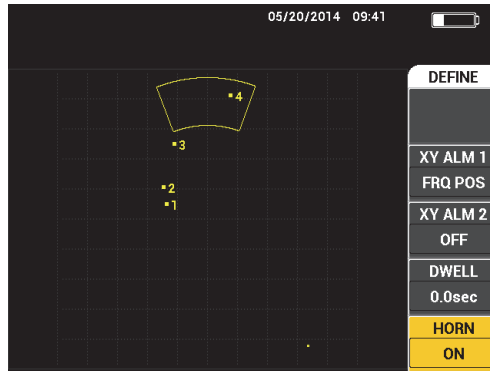 05/20/2014 09:41
DEFINE
4
3
XY ALM 1
FRQ POS
2
1
XY ALM 2
OFF
DWELL
0.0sec
HORN
ON